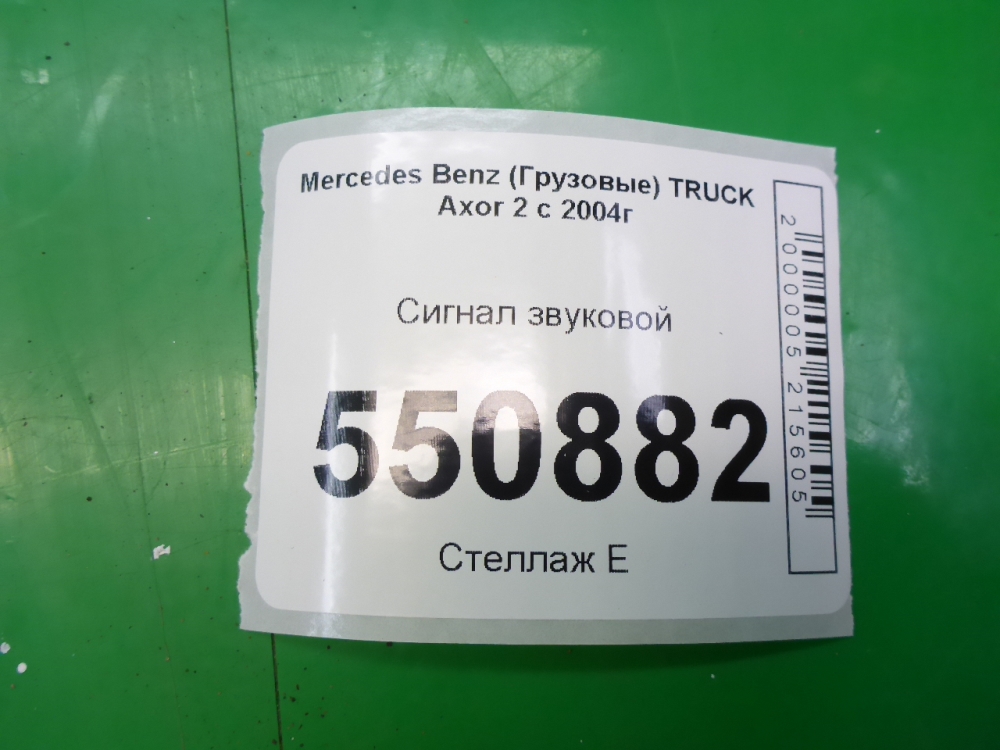 Mercedes Benz (Грузовые) TRUCK
Axor 2 с 2004г
Сигнал звуковой
550882
Стеллаж Е
2000005215605